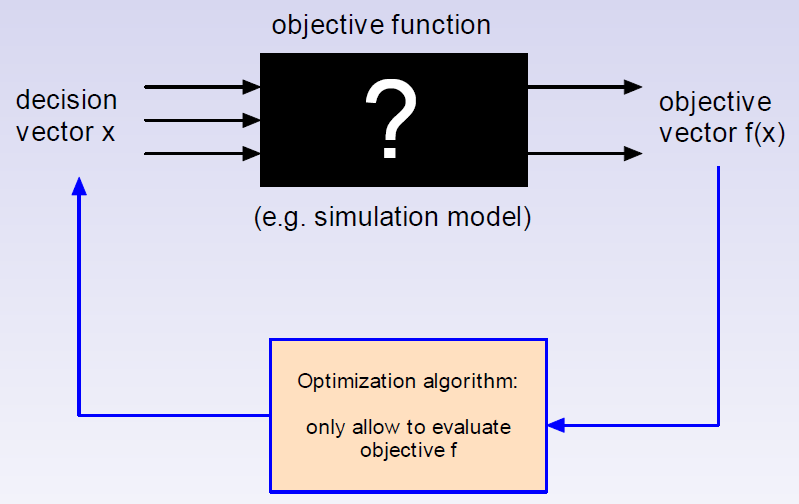 objective function
?
decision
vector x
objective
vector f(x)
(e.g. simulation model)
Optimization algorithm:
only allow to evaluate
objective f